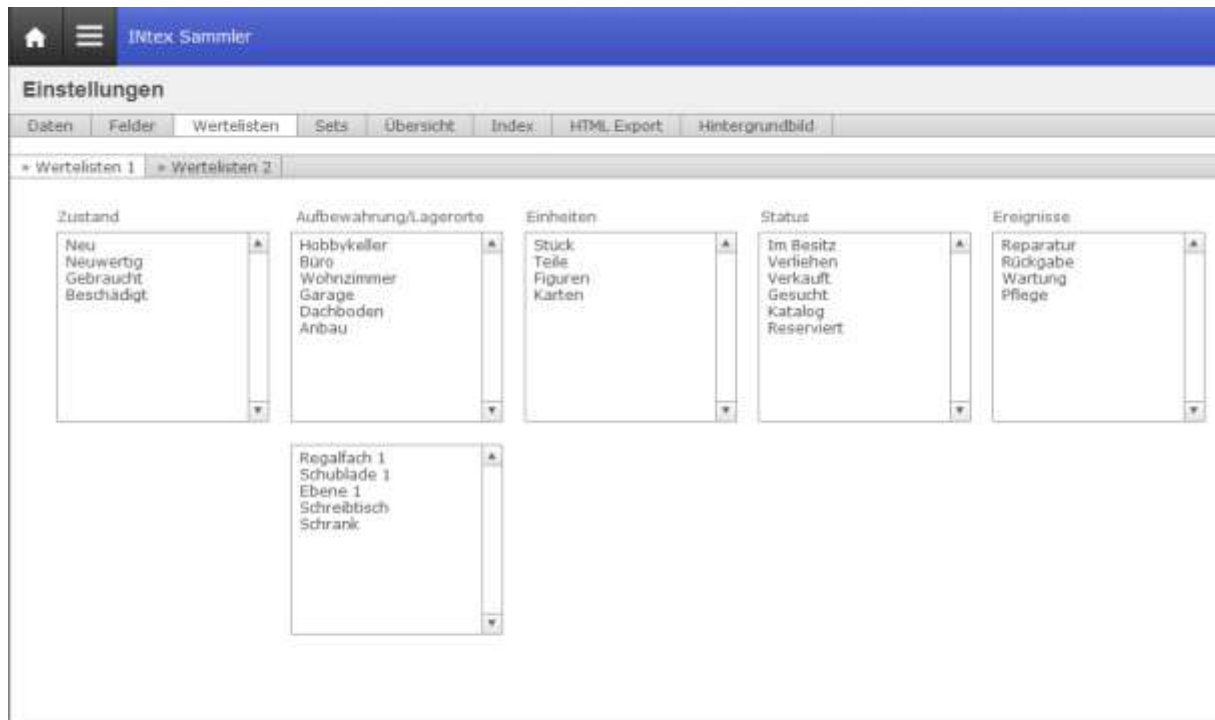 INtex Sammler
Einstellungen
Daten Felder Wertelisten Sets Übersicht Index HTML Export Hintergrundbild
» Wertelisten 1 » Wertelisten 2
Zustand
Neu
Neuwertig
Gebraucht
Beschädigt
Aufbewahrung/Lagerorte
Hobbykeller
Büro
Wohnzimmer
Garage
Dachboden
Anbau
Regalfach 1
Schublade 1
Ebene 1
Schreibtisch
Schrank
Einheiten
Stück
Teile
Figuren
Karten
Status
Im Besitz
Verliehen
Verkauft
Gesucht
Katalog
Reserviert
Ereignisse
Reparatur
Rückgabe
Wartung
Pflege